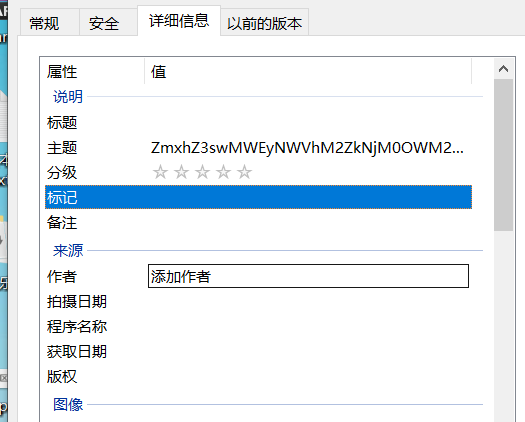 常规 安全 详细信息 以前的版本
属性 值
说明
标题
主题 ZmxhZ3swMWEyNWVhM2ZkNjM0OWM2...
分级
标记
备注
来源
作者 添加作者
拍摄日期
程序名称
获取日期
版权
图像